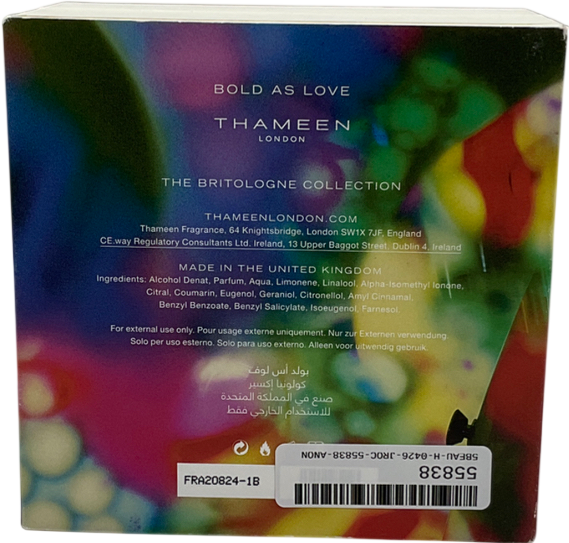 BOLD AS LOVE
THAMEEN
LONDON
THE BRITOLOGNE COLLECTION
THAMEENLONDON.COM
Thameen Fragrance, 64 Knightsbridge, London SW1X 7JF, England
CE.way Regulatory Consultants Ltd. Ireland, 13 Upper Baggot Street, Dublin 4, Ireland
MADE IN THE UNITED KINGDOM
Ingredients: Alcohol Denat, Parfum, Aqua, Limonene, Linalool, Alpha-Isomethyl Ionone,
Citral, Coumarin, Eugenol, Geraniol, Citronellol, Amyl Cinnamal,
Benzyl Benzoate, Benzyl Salicylate, Isoeugenol, Farnesol.
For external use only. Pour usage externe uniquement. Nur zur Externen verwendung.
Solo per uso esterno. Solo para uso externo. Alleen voor uitwendig gebruik.
بولد أس لوف
كولونيا إكسير
صنع في المملكة المتحدة
للاستخدام الخارجي فقط
FRA20824-1B
55838
5BEAU-H-0426-JROC-55838-ANON